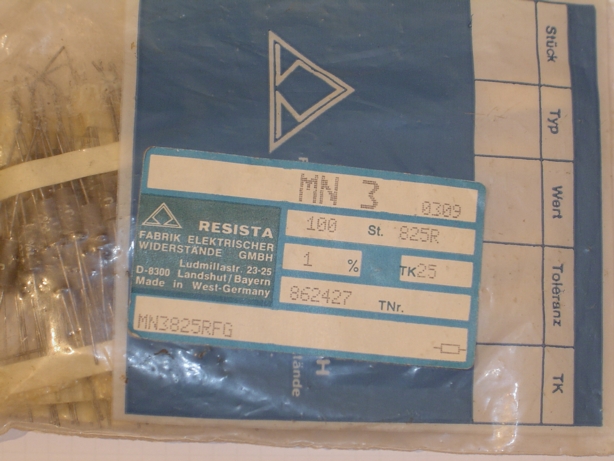 MN 3
0309
100 St. 825R
1 % TK25
862427 TNr.
MN3825RFG
RESISTA
FABRIK ELEKTRISCHER
WIDERSTÄNDE GMBH
Ludmillastr. 23-25
D-8300 Landshut/Bayern
Made in West-Germany
Stück
Typ
Wert
Toleranz
TK
H
tände